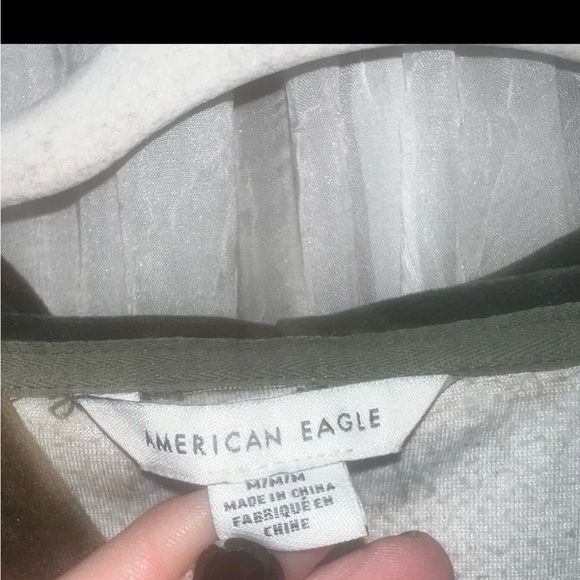 AMERICAN EAGLE
M/M/M
MADE IN CHINA
FABRIQUÉ EN
CHINE